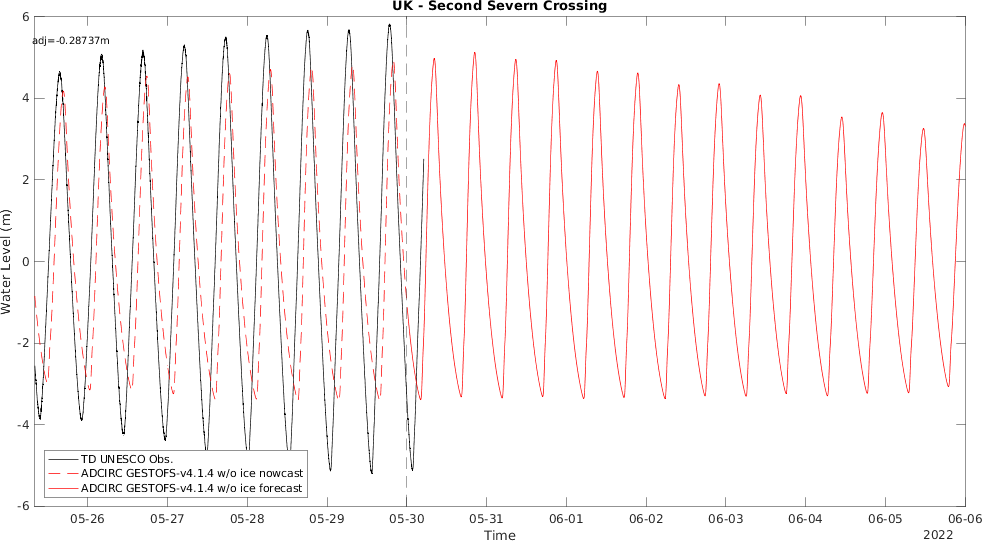 UK - Second Severn Crossing
6
adj=-0.28737m
4
2
0
-2
-4
-6
Water Level (m)
TD UNESCO Obs.
ADCIRC GESTOFS-v4.1.4 w/o ice nowcast
ADCIRC GESTOFS-v4.1.4 w/o ice forecast
05-26 05-27 05-28 05-29 05-30 05-31 06-01 06-02 06-03 06-04 06-05 06-06
Time
2022